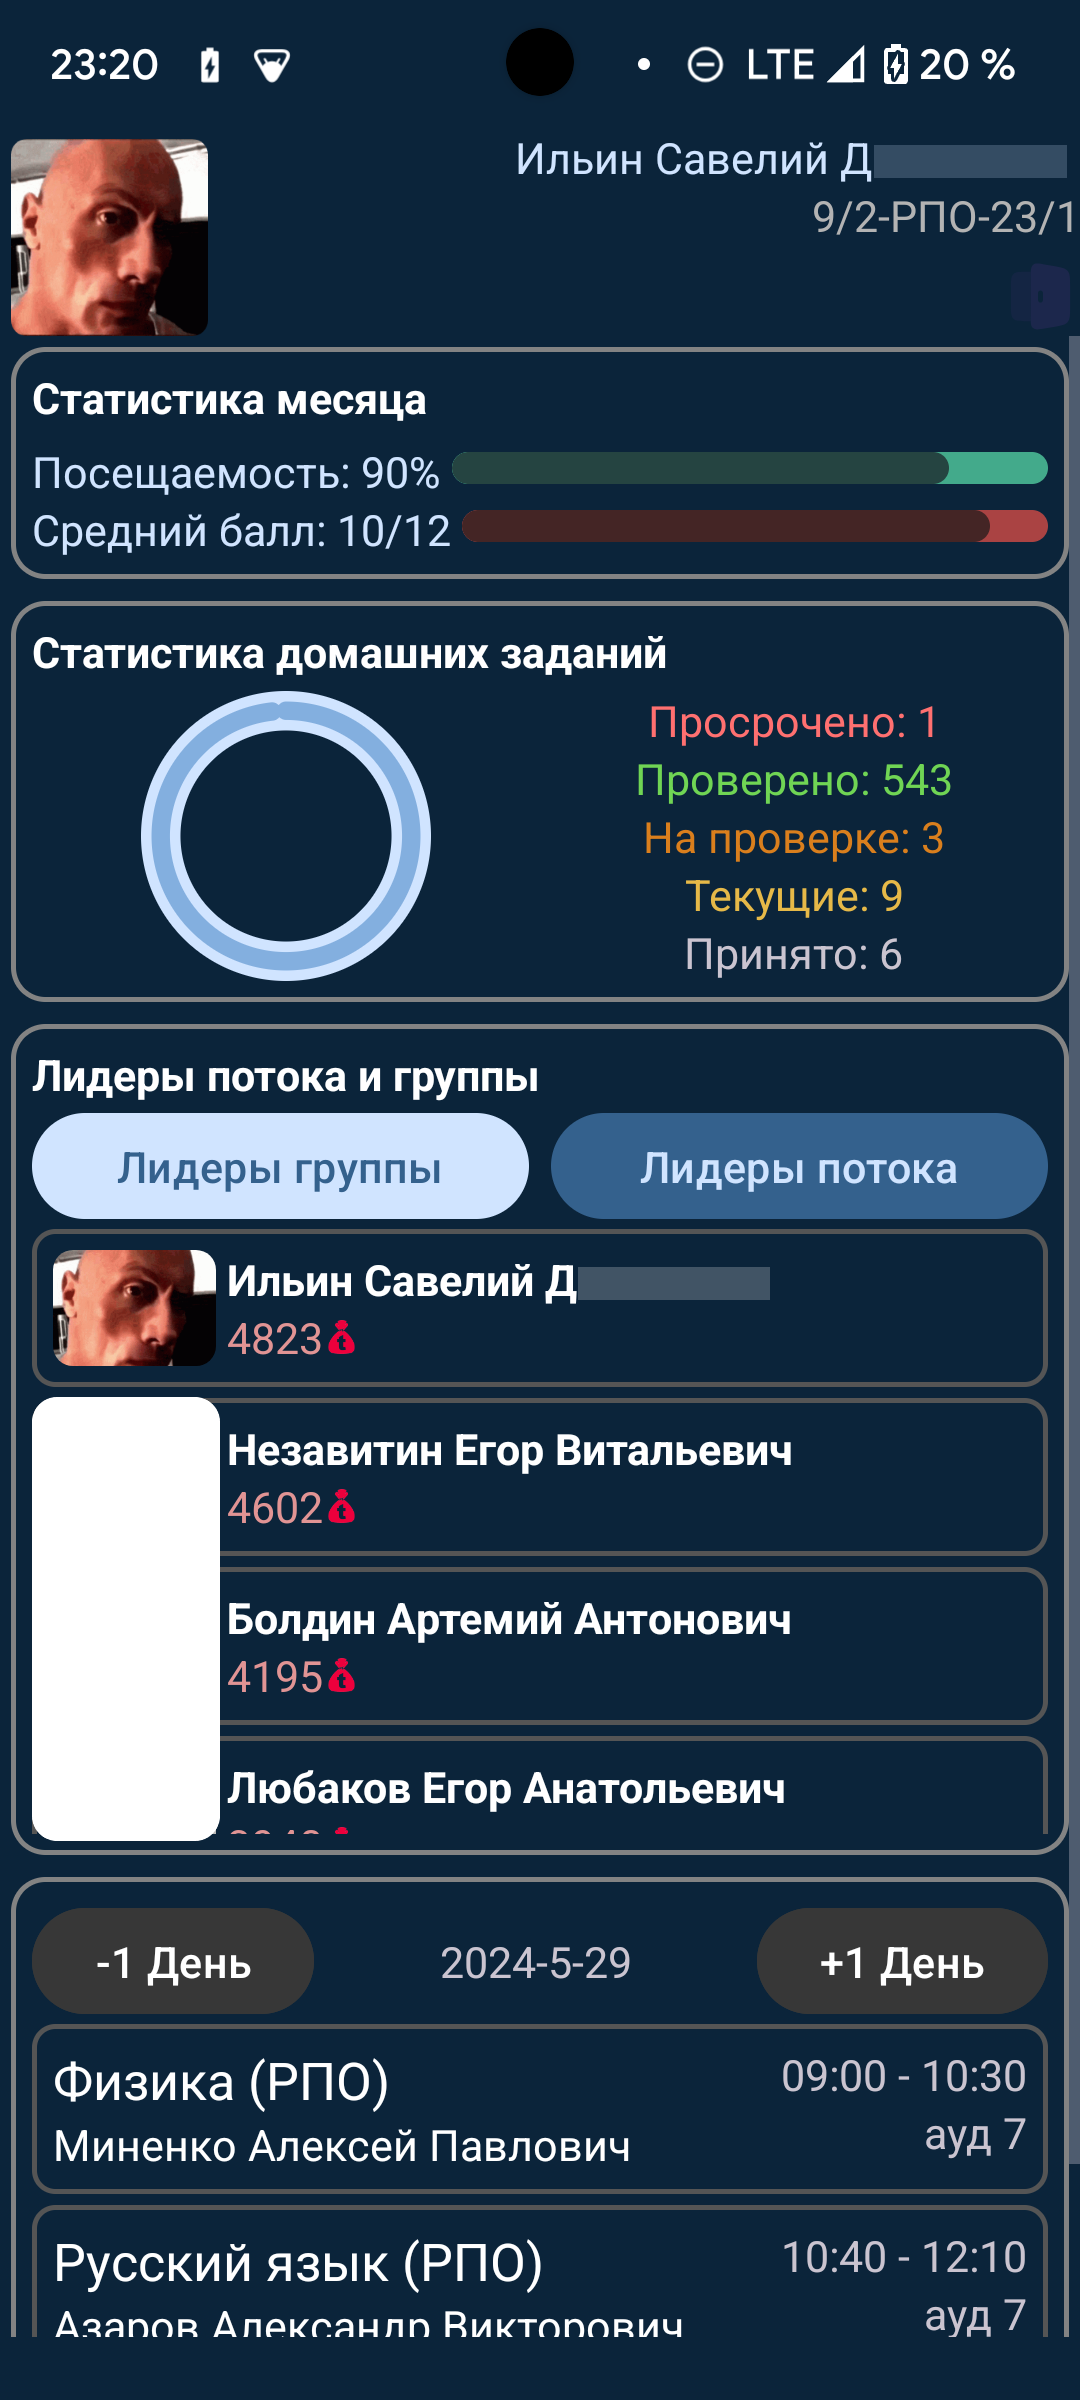 23:20 LTE 20 %
Ильин Савелий Д
9/2-РПО-23/1
Статистика месяца
Посещаемость: 90%
Средний балл: 10/12
Статистика домашних заданий
Просрочено: 1
Проверено: 543
На проверке: 3
Текущие: 9
Принято: 6
Лидеры потока и группы
Лидеры группы
Лидеры потока
Ильин Савелий Д
4823
Незавитин Егор Витальевич
4602
Болдин Артемий Антонович
4195
Любаков Егор Анатольевич
-1 День
2024-5-29
+1 День
Физика (РПО)
09:00 - 10:30
Миненко Алексей Павлович
ауд 7
Русский язык (РПО)
10:40 - 12:10
Азаров Александр Викторович
ауд 7